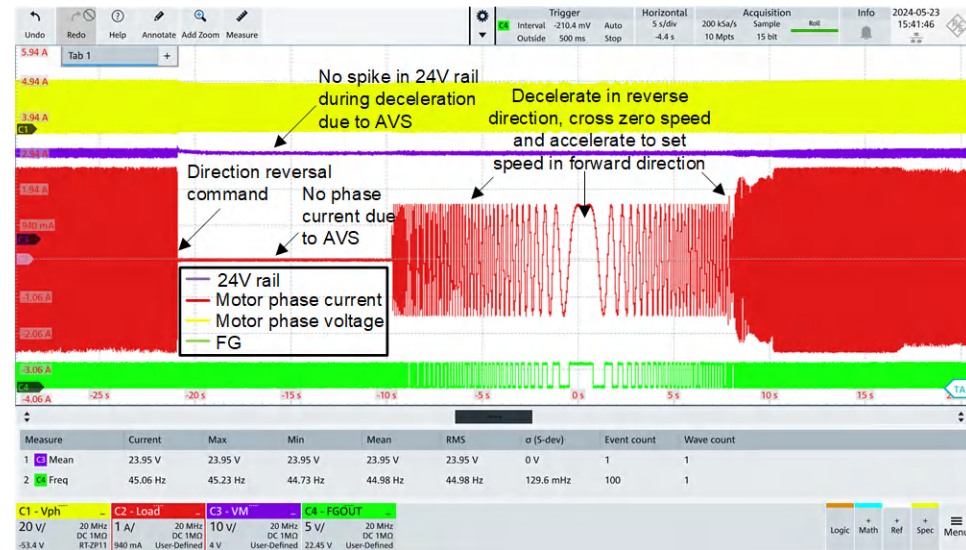 Undo
Redo
Help
Annotate
Add Zoom
Measure
Trigger
C4 Interval -210.4 mV Auto
Outside 500 ms Stop
Horizontal
5 s/div
-4.4 s
Acquisition
200 kSa/s Sample Roll
10 Mpts 15 bit
Info
2024-05-23
15:41:46
5.94 A
Tab 1 +
4.94 A
3.94 A
C1
2.94 A
1.94 A
940 mA
C3
-1.06 A
-2.06 A
-3.06 A
C4
-4.06 A
No spike in 24V rail
during deceleration
due to AVS
Decelerate in reverse
direction, cross zero speed
and accelerate to set
speed in forward direction
Direction reversal
command
No phase
current due
to AVS
24V rail
Motor phase current
Motor phase voltage
FG
-25 s -20 s -15 s -10 s -5 s 0 s 5 s 10 s 15 s
TA
Measure Current Max Min Mean RMS σ (S-dev) Event count Wave count
1 C3 Mean 23.95 V 23.95 V 23.95 V 23.95 V 23.95 V 0 V 1 1
2 C4 Freq 45.06 Hz 45.23 Hz 44.73 Hz 44.98 Hz 44.98 Hz 129.6 mHz 100 1
C1 - Vph
20 V/ 20 MHz
DC 1MΩ
-53.4 V RT-ZP11
C2 - Load
1 A/ 20 MHz
DC 1MΩ
940 mA User-Defined
C3 - VM
10 V/ 20 MHz
DC 1MΩ
4 V User-Defined
C4 - FGOUT
5 V/ 20 MHz
DC 1MΩ
22.45 V User-Defined
Logic
+ Math
+ Ref
+ Spec
Menu